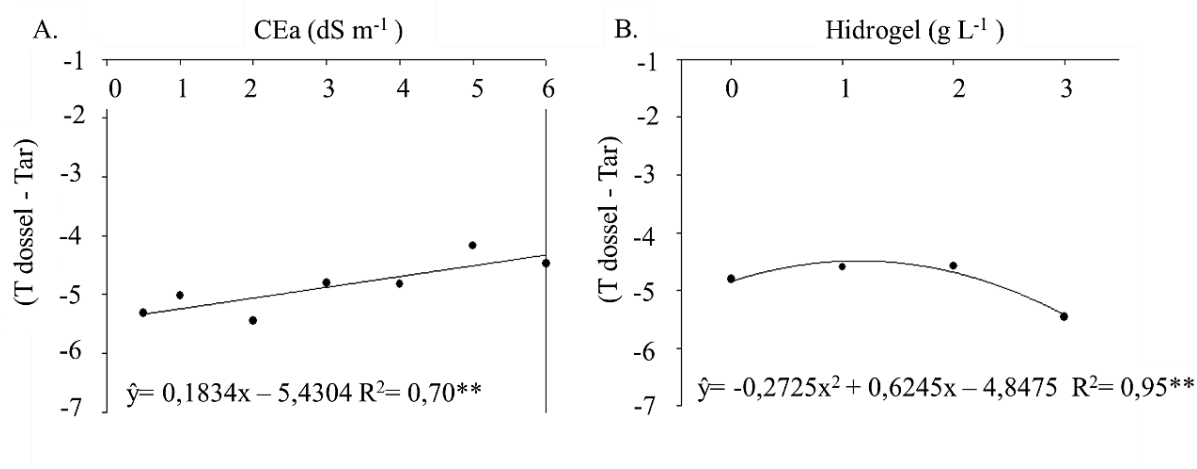 A.
CEa (dS m⁻¹ )
-1
0 1 2 3 4 5 6
-2
-3
-4
-5
-6
-7
(T dossel - Tar)
ŷ= 0,1834x – 5,4304 R²= 0,70**
B.
Hidrogel (g L⁻¹ )
-1
0 1 2 3
-2
-3
-4
-5
-6
-7
(T dossel - Tar)
ŷ= -0,2725x² + 0,6245x – 4,8475 R²= 0,95**